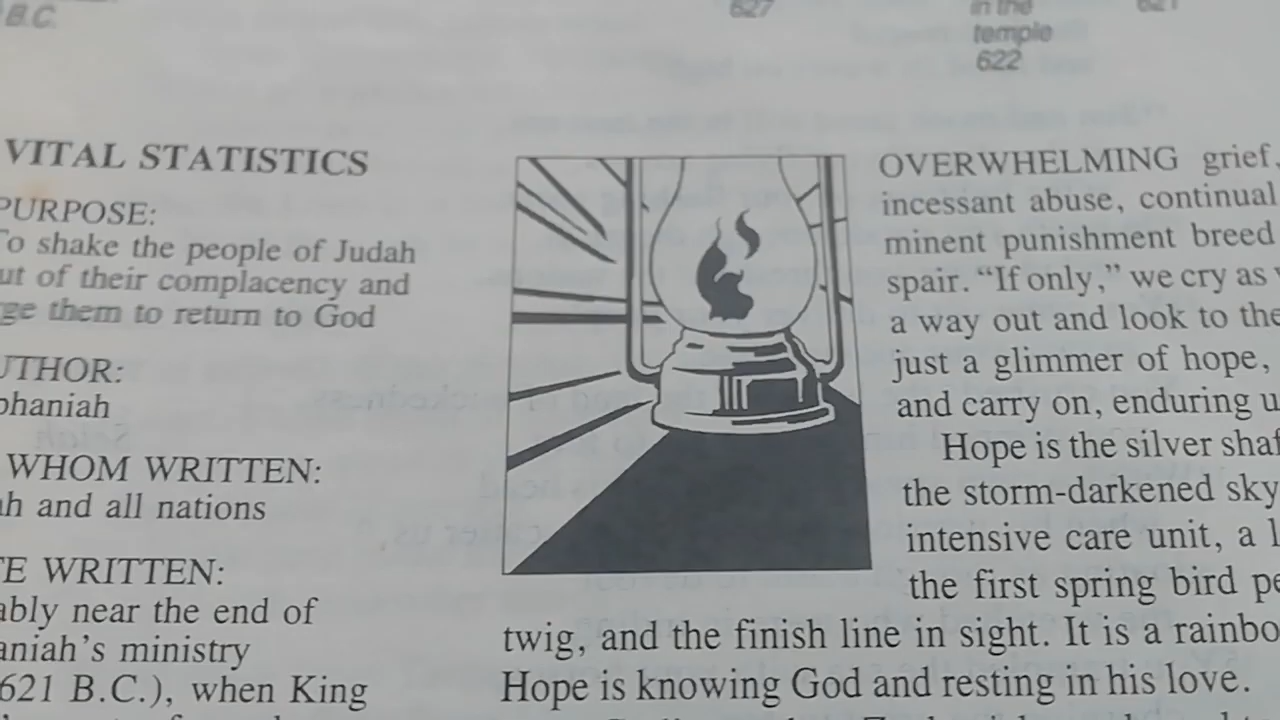 B.C.
627
in the
temple
622
621
VITAL STATISTICS
PURPOSE:
To shake the people of Judah
ut of their complacency and
ge them to return to God
UTHOR:
phaniah
WHOM WRITTEN:
ah and all nations
TE WRITTEN:
ably near the end of
aniah's ministry
621 B.C.), when King
OVERWHELMING grief,
incessant abuse, continual
minent punishment breed
spair. “If only,” we cry as
a way out and look to the
just a glimmer of hope,
and carry on, enduring
Hope is the silver shaf
the storm-darkened sky
intensive care unit, a
the first spring bird pe
twig, and the finish line in sight. It is a rainbo
Hope is knowing God and resting in his love.